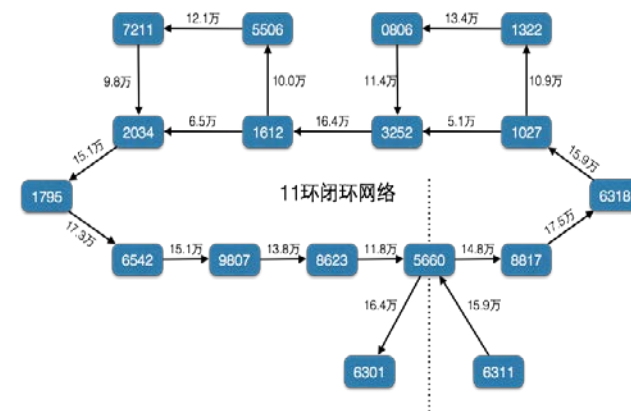 7211
12.1万
5506
0806
13.4万
1322
9.8万
10.0万
11.4万
10.9万
2034
6.5万
1612
16.4万
3252
5.1万
1027
15.1万
15.9万
1795
11环闭环网络
6318
17.3万
17.5万
6542
15.1万
9807
13.8万
8623
11.8万
5660
14.8万
8817
16.4万
15.9万
6301
6311